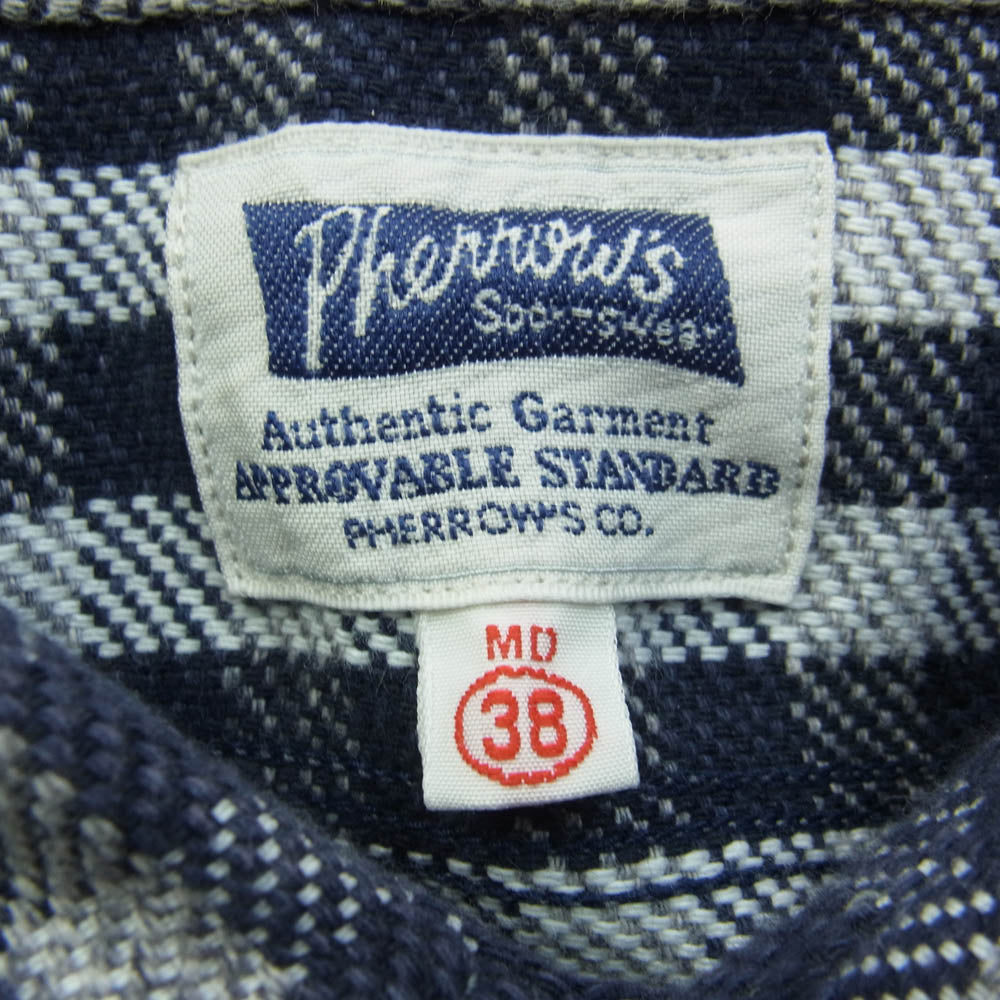 Pherrow's
Sportswear
Authentic Garment
APPROVABLE STANDARD
PHERROW'S CO.
MD
38